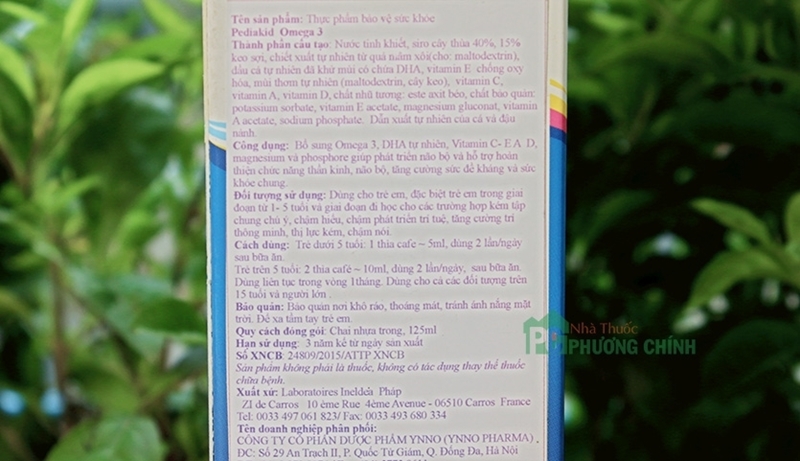 Tên sản phẩm: Thực phẩm bảo vệ sức khỏe
Pediakid Omega 3
Thành phần cấu tạo: Nước tinh khiết, siro cây thùa 40%, 15%
keo sợi, chiết xuất tự nhiên từ quả nấm xôi(cho: maltodextrin),
dầu cá tự nhiên đã khử mùi có chứa DHA, vitamin E chống oxy
hóa, mùi thơm tự nhiên (maltodextrin, cây keo), vitamin C,
vitamin A, vitamin D, chất nhũ tương: este axit béo, chất bảo quản:
potassium sorbate, vitamin E acetate, magnesium gluconat, vitamin
A acetate, sodium phosphate. Dẫn xuất tự nhiên của cá và đậu
nành.
Công dụng: Bổ sung Omega 3, DHA tự nhiên, Vitamin C- E A D,
magnesium và phosphore giúp phát triển não bộ và hỗ trợ hoàn
thiện chức năng thần kinh, não bộ, tăng cường sức đề kháng và sức
khỏe chung.
Đối tượng sử dụng: Dùng cho trẻ em, đặc biệt trẻ em trong giai
đoạn từ 1- 5 tuổi và giai đoạn đi học cho các trường hợp kém tập
chung chú ý, chậm hiểu, chậm phát triển trí tuệ, tăng cường trí
thông minh, thị lực kém, chậm nói.
Cách dùng: Trẻ dưới 5 tuổi: 1 thìa cafe ~ 5ml, dùng 2 lần/ngày
sau bữa ăn.
Trẻ trên 5 tuổi: 2 thìa cafê ~ 10ml, dùng 2 lần/ngày, sau bữa ăn.
Dùng liên tục trong vòng 1tháng. Dùng cho cả các đối tượng trên
15 tuổi và người lớn .
Bảo quản: Bảo quản nơi khô ráo, thoáng mát, tránh ánh nắng mặt
trời. Để xa tầm tay trẻ em.
Quy cách đóng gói: Chai nhựa trong, 125ml
Hạn sử dụng: 3 năm kể từ ngày sản xuất
Số XNCB: 24809/2015/ATTP XNCB
Sản phẩm không phải là thuốc, không có tác dụng thay thế thuốc
chữa bệnh.
Xuất xứ: Laboratoires Ineldea Pháp
ZI de Carros 10 ème Rue 4ème Avenue - 06510 Carros France
Tel: 0033 497 061 823/ Fax: 0033 493 680 334
Tên doanh nghiệp phân phối:
CÔNG TY CỔ PHẦN DƯỢC PHẨM YNNO (YNNO PHARMA) .
ĐC: Số 29 An Trạch II, P. Quốc Tử Giám, Q. Đống Đa, Hà Nội
Nhà Thuốc
PHƯƠNG CHÍNH